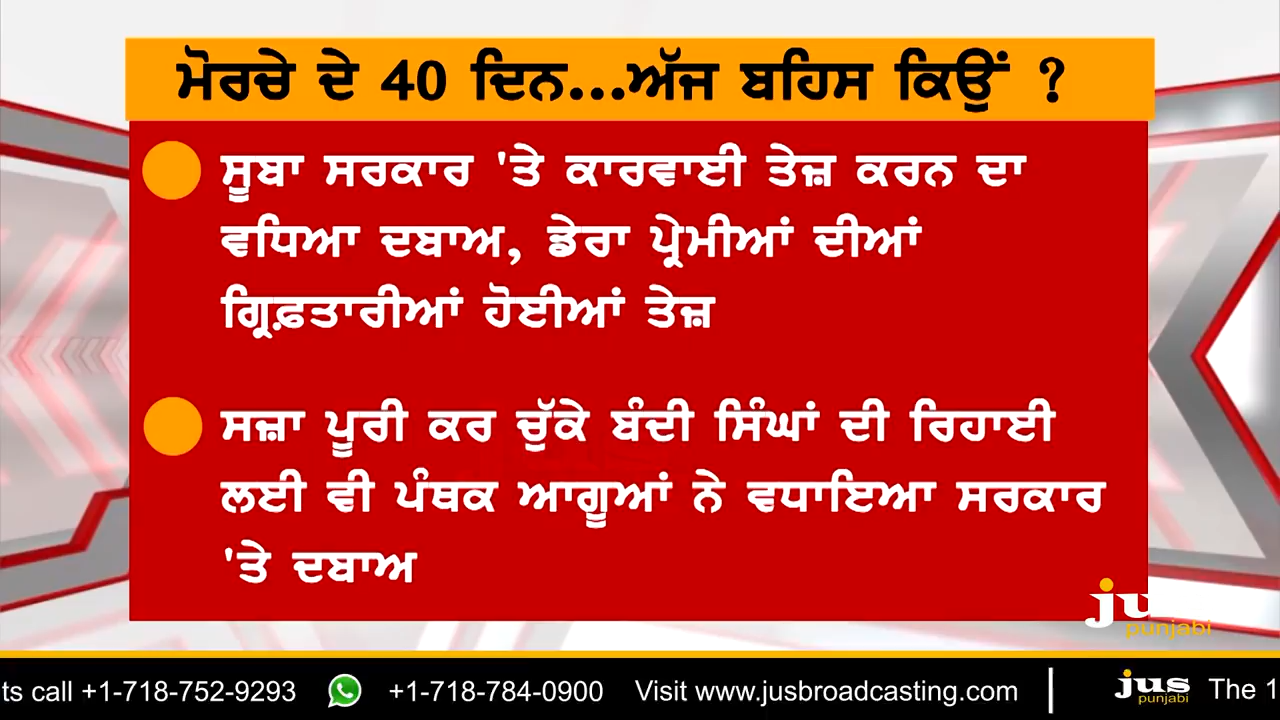 ਮੋਰਚੇ ਦੇ 40 ਦਿਨ...ਅੱਜ ਬਹਿਸ ਕਿਉਂ ?
ਸੂਬਾ ਸਰਕਾਰ 'ਤੇ ਕਾਰਵਾਈ ਤੇਜ਼ ਕਰਨ ਦਾ
ਵਧਿਆ ਦਬਾਅ, ਡੇਰਾ ਪ੍ਰੇਮੀਆਂ ਦੀਆਂ
ਗ੍ਰਿਫ਼ਤਾਰੀਆਂ ਹੋਈਆਂ ਤੇਜ਼
ਸਜ਼ਾ ਪੂਰੀ ਕਰ ਚੁੱਕੇ ਬੰਦੀ ਸਿੰਘਾਂ ਦੀ ਰਿਹਾਈ
ਲਈ ਵੀ ਪੰਥਕ ਆਗੂਆਂ ਨੇ ਵਧਾਇਆ ਸਰਕਾਰ
'ਤੇ ਦਬਾਅ
jus
punjabi
ts call +1-718-752-9293 +1-718-784-0900 Visit www.jusbroadcasting.com | jus punjabi The 1